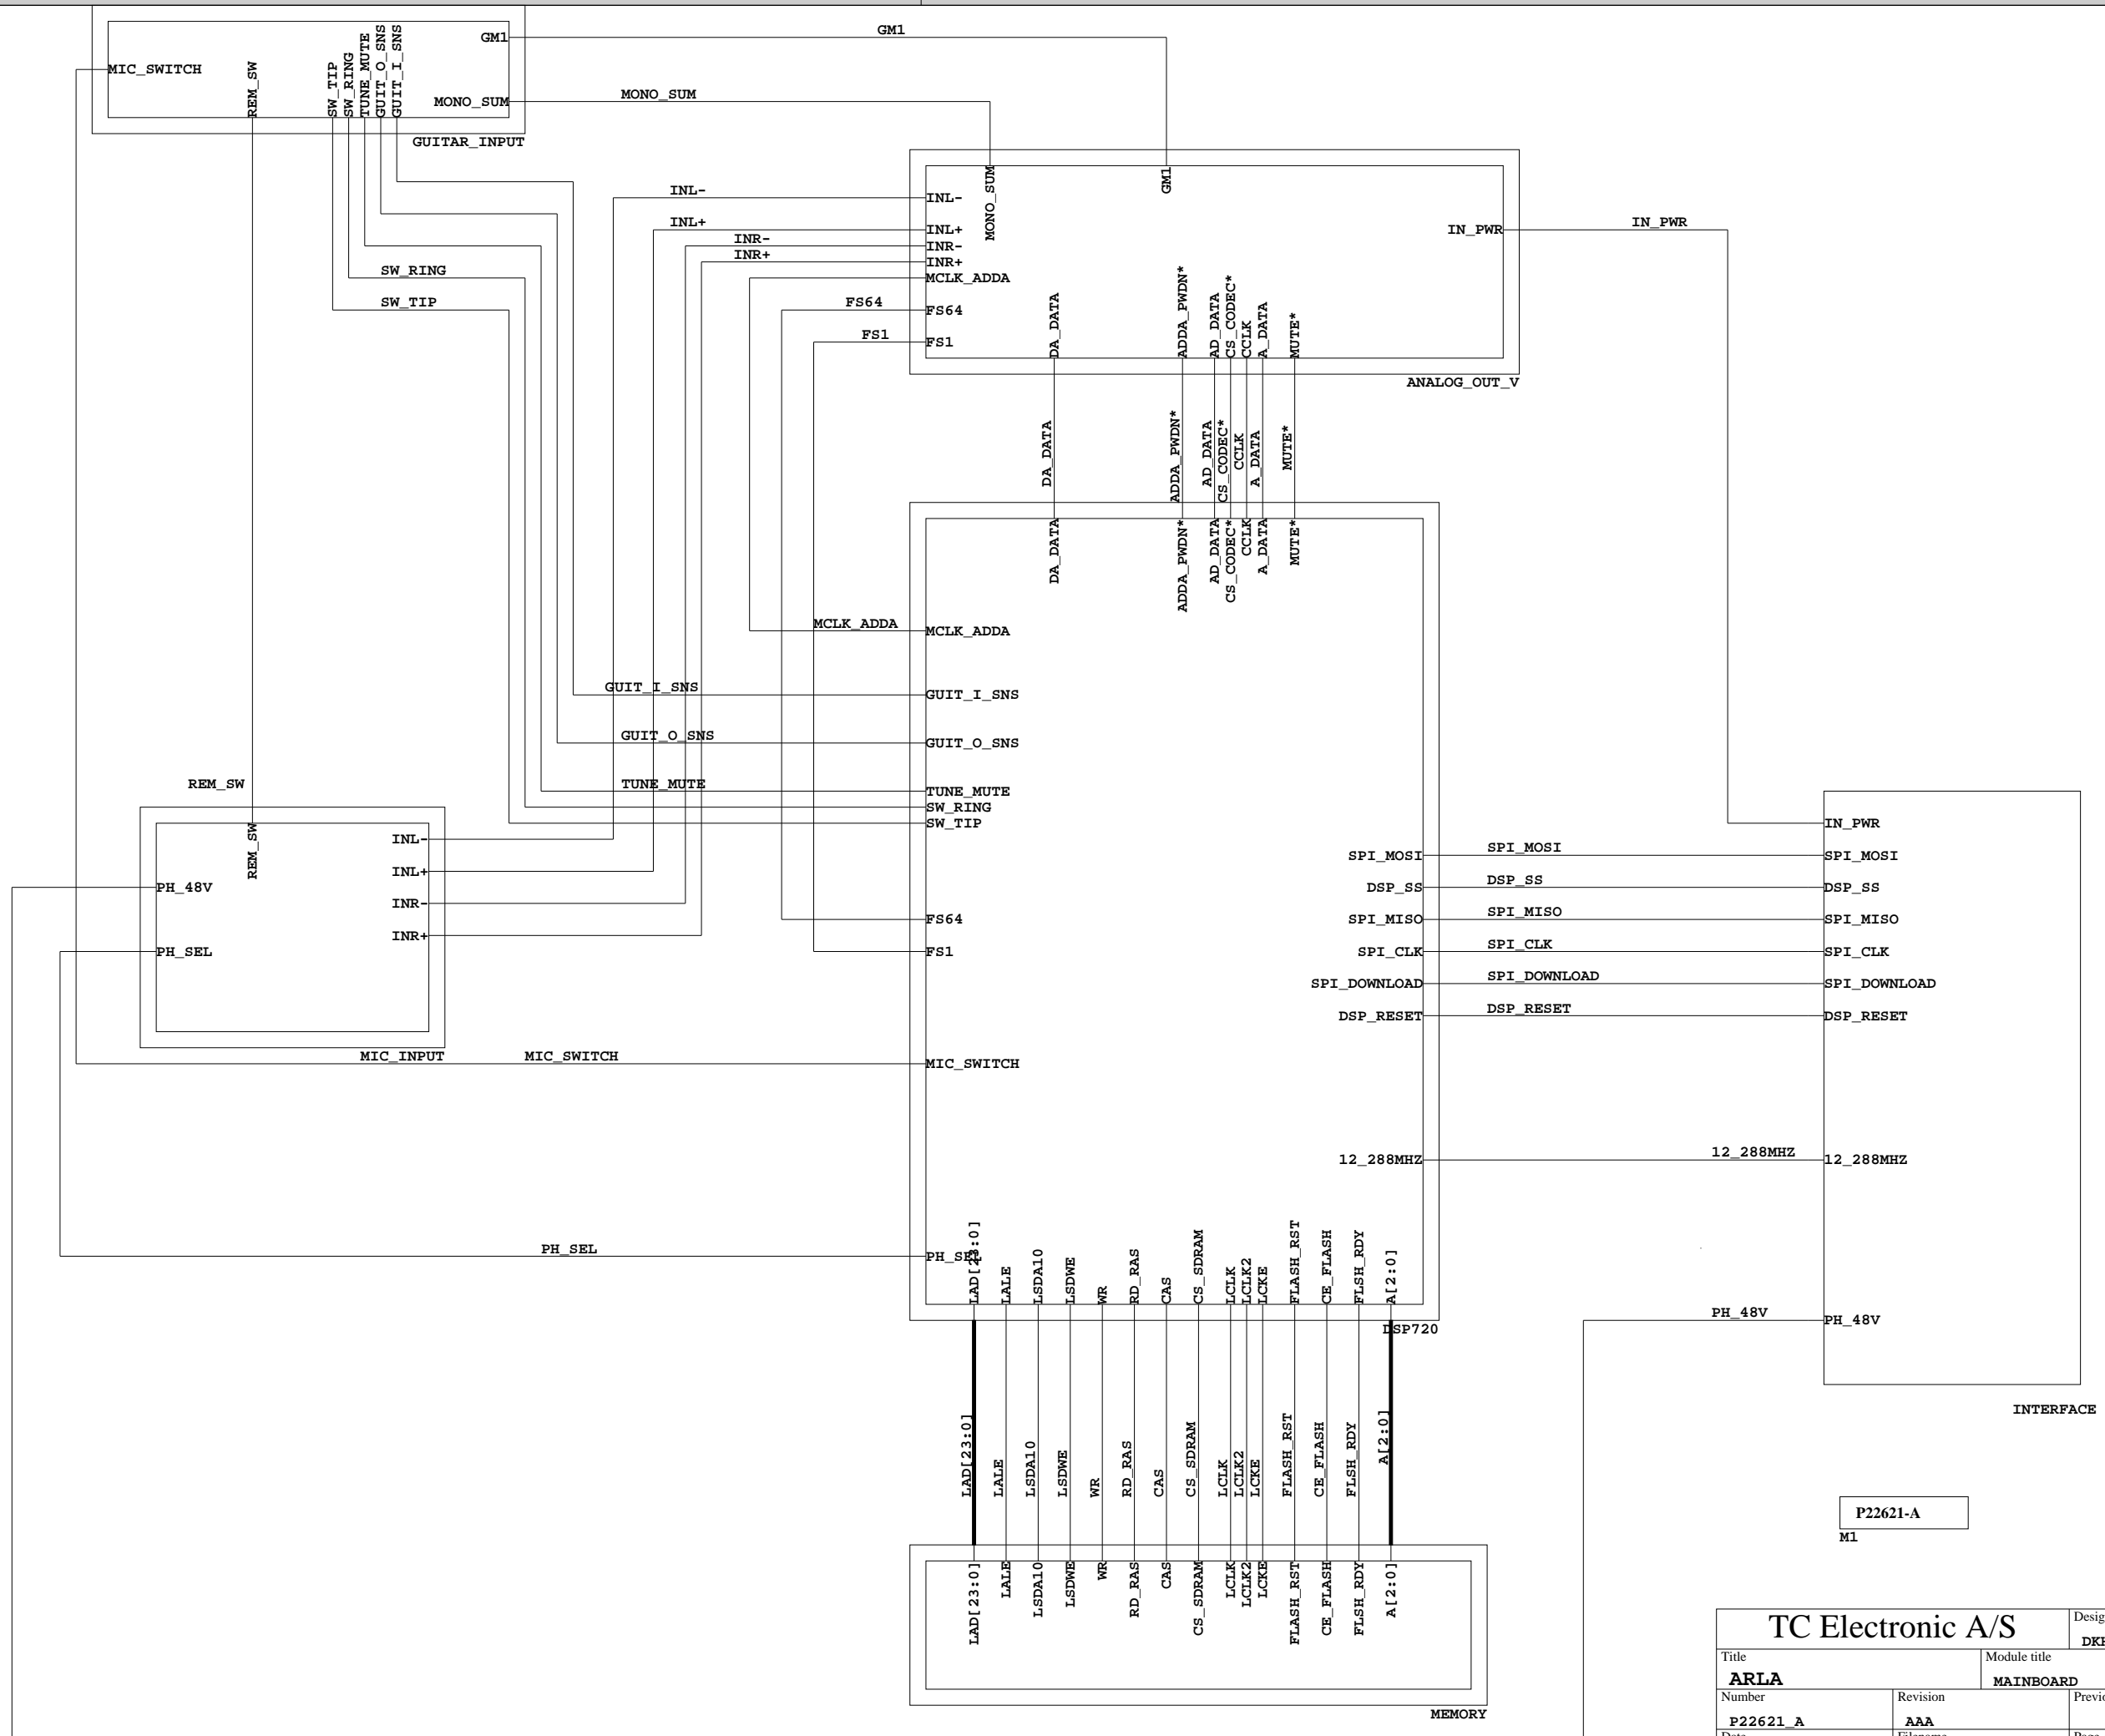 GM1
GM1
MIC_SWITCH
REM_SW
SW_TIP
SW_RING
TUNE_MUTE
GUIT_O_SNS
GUIT_I_SNS
MONO_SUM
MONO_SUM
GUITAR_INPUT
INL-
INL+
INR-
INR+
SW_RING
SW_TIP
FS64
FS1
INL-
INL+
INR-
INR+
MCLK_ADDA
FS64
FS1
MONO_SUM
GM1
IN_PWR
IN_PWR
DA_DATA
ADDA_PWDN*
AD_DATA
CS_CODEC*
CCLK
A_DATA
MUTE*
ANALOG_OUT_V
DA_DATA
ADDA_PWDN*
AD_DATA
CS_CODEC*
CCLK
A_DATA
MUTE*
DA_DATA
ADDA_PWDN*
AD_DATA
CS_CODEC*
CCLK
A_DATA
MUTE*
MCLK_ADDA
MCLK_ADDA
GUIT_I_SNS
GUIT_I_SNS
GUIT_O_SNS
GUIT_O_SNS
TUNE_MUTE
TUNE_MUTE
SW_RING
SW_TIP
REM_SW
REM_SW
INL-
INL+
INR-
INR+
PH_48V
PH_SEL
MIC_INPUT
MIC_SWITCH
FS64
FS1
MIC_SWITCH
SPI_MOSI
DSP_SS
SPI_MISO
SPI_CLK
SPI_DOWNLOAD
DSP_RESET
SPI_MOSI
DSP_SS
SPI_MISO
SPI_CLK
SPI_DOWNLOAD
DSP_RESET
IN_PWR
SPI_MOSI
DSP_SS
SPI_MISO
SPI_CLK
SPI_DOWNLOAD
DSP_RESET
12_288MHZ
12_288MHZ
12_288MHZ
PH_SEL
PH_SEL
LAD[23:0]
LALE
LSDA10
LSDWE
WR
RD_RAS
CAS
CS_SDRAM
LCLK
LCLK2
LCKE
FLASH_RST
CE_FLASH
FLSH_RDY
A[2:0]
DSP720
PH_48V
PH_48V
INTERFACE
LAD[23:0]
LALE
LSDA10
LSDWE
WR
RD_RAS
CAS
CS_SDRAM
LCLK
LCLK2
LCKE
FLASH_RST
CE_FLASH
FLSH_RDY
A[2:0]
LAD[23:0]
LALE
LSDA10
LSDWE
WR
RD_RAS
CAS
CS_SDRAM
LCLK
LCLK2
LCKE
FLASH_RST
CE_FLASH
FLSH_RDY
A[2:0]
MEMORY
P22621-A
M1
TC Electronic A/S
Title
ARLA
Module title
MAINBOARD
Number
P22621_A
Revision
AAA